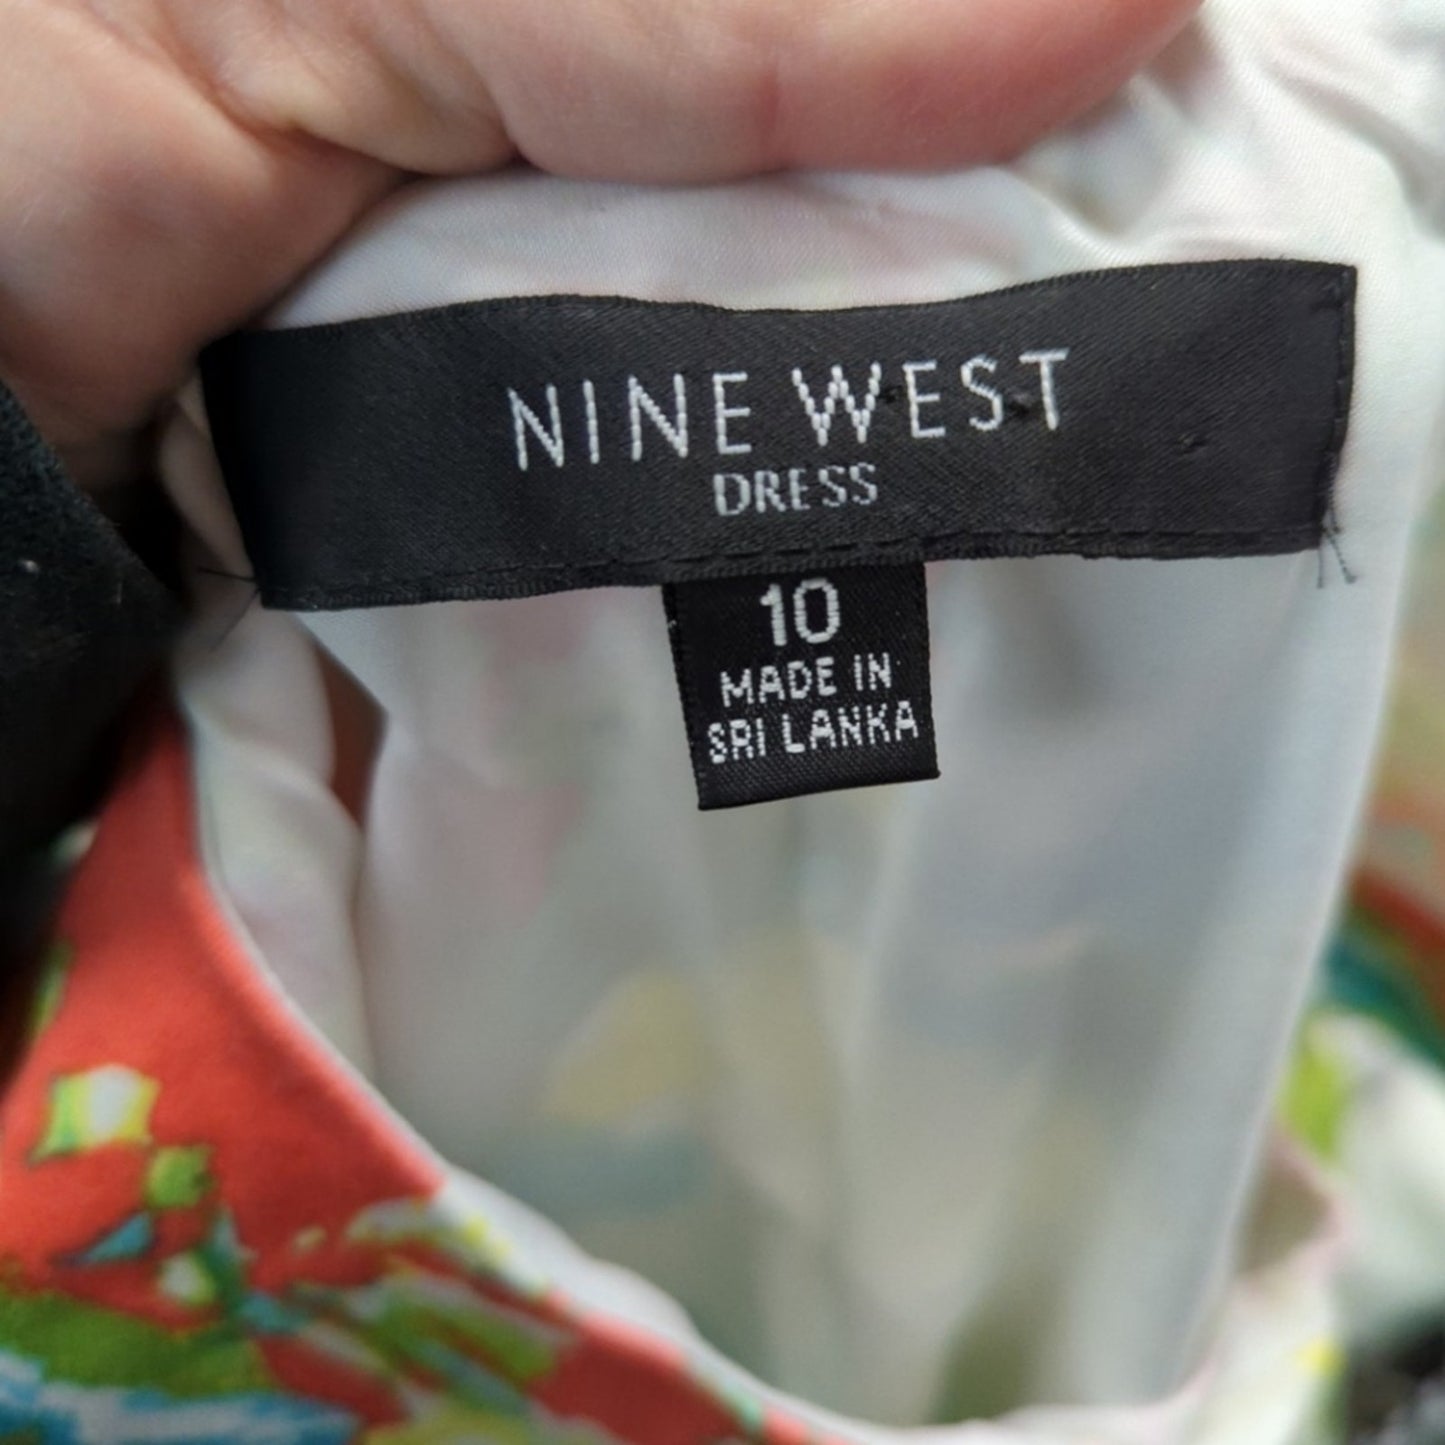 NINE WEST
DRESS
10
MADE IN
SRI LANKA